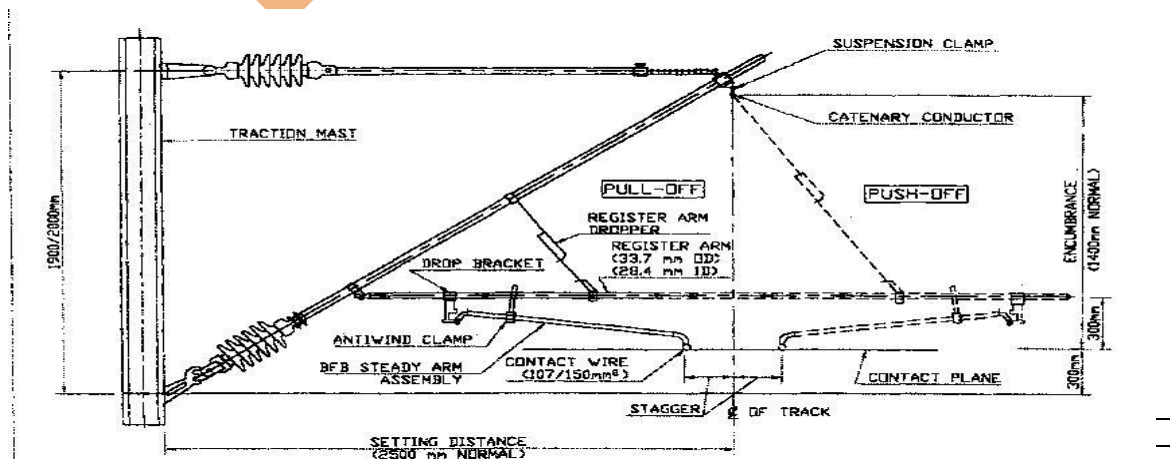 SUSPENSION CLAMP
CATENARY CONDUCTOR
TRACTION MAST
PULL-OFF
PUSH-OFF
1900/2000mm
ENCUMBRANCE
(1400mm NORMAL)
REGISTER ARM
DROPPER
REGISTER ARM
(33.7 mm OD)
(28.4 mm ID)
DROP BRACKET
300mm
ANTIWIND CLAMP
BFB STEADY ARM
ASSEMBLY
CONTACT WIRE
(107/150mm²)
CONTACT PLANE
300mm
STAGGER
℄ OF TRACK
SETTING DISTANCE
(2500 mm NORMAL)